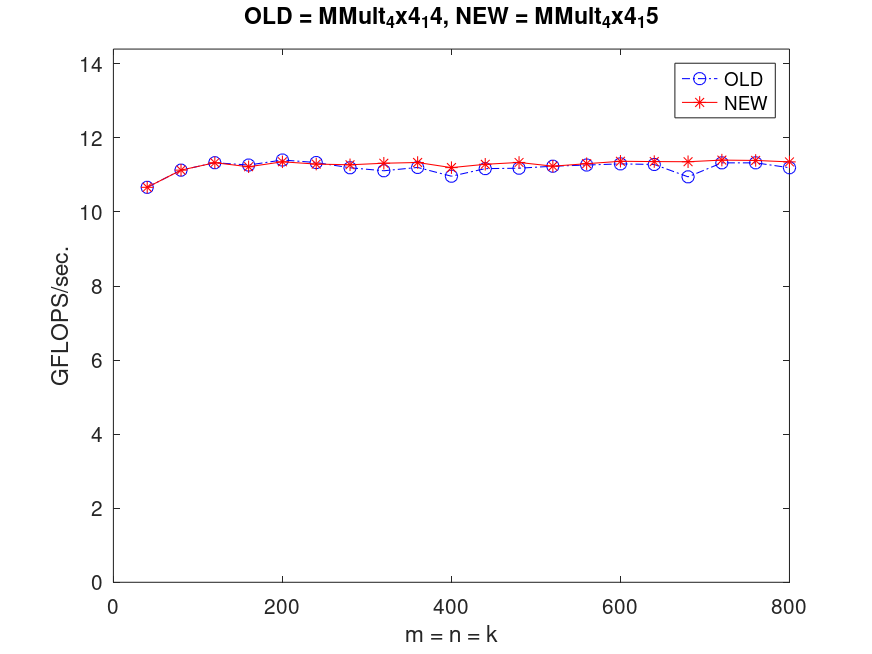 OLD = MMult₄x4₁4, NEW = MMult₄x4₁5
OLD
NEW
14
12
10
8
6
4
2
0
GFLOPS/sec.
0 200 400 600 800
m = n = k